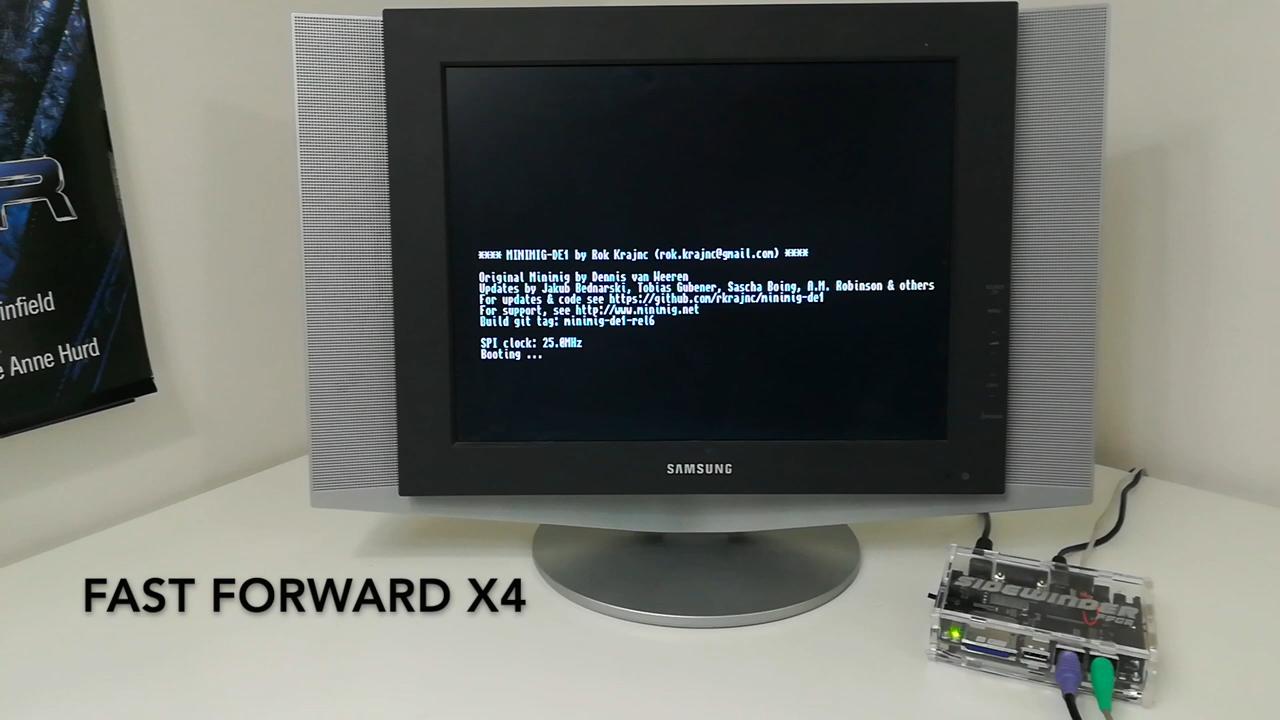 R
infield
e Anne Hurd
**** MINIMIG-DE1 by Rok Krajnc (rok.krajnc@gmail.com) ****
Original Minimig by Dennis van Weeren
Updates by Jakub Bednarski, Tobias Gubener, Sascha Boing, A.M. Robinson & others
For updates & code see https://github.com/rkrajnc/minimig-de1
For support, see http://www.minimig.net
Build git tag: minimig-de1-rel6
SPI clock: 25.0MHz
Booting ...
SAMSUNG
FAST FORWARD X4
SIDEWINDER
FPGA